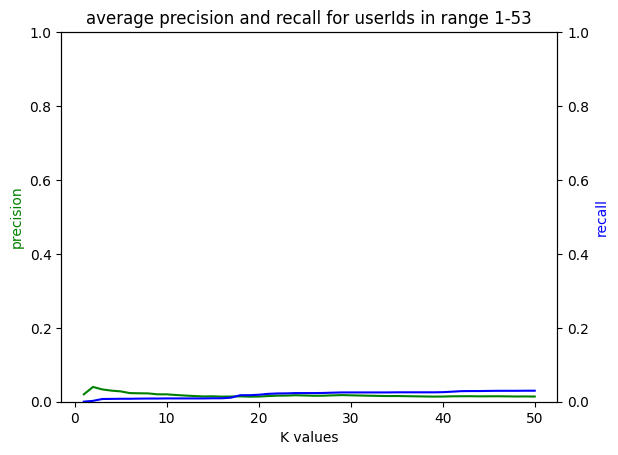 average precision and recall for userIds in range 1-53
1.0
0.8
0.6
0.4
0.2
0.0
precision
1.0
0.8
0.6
0.4
0.2
0.0
recall
0 10 20 30 40 50
K values